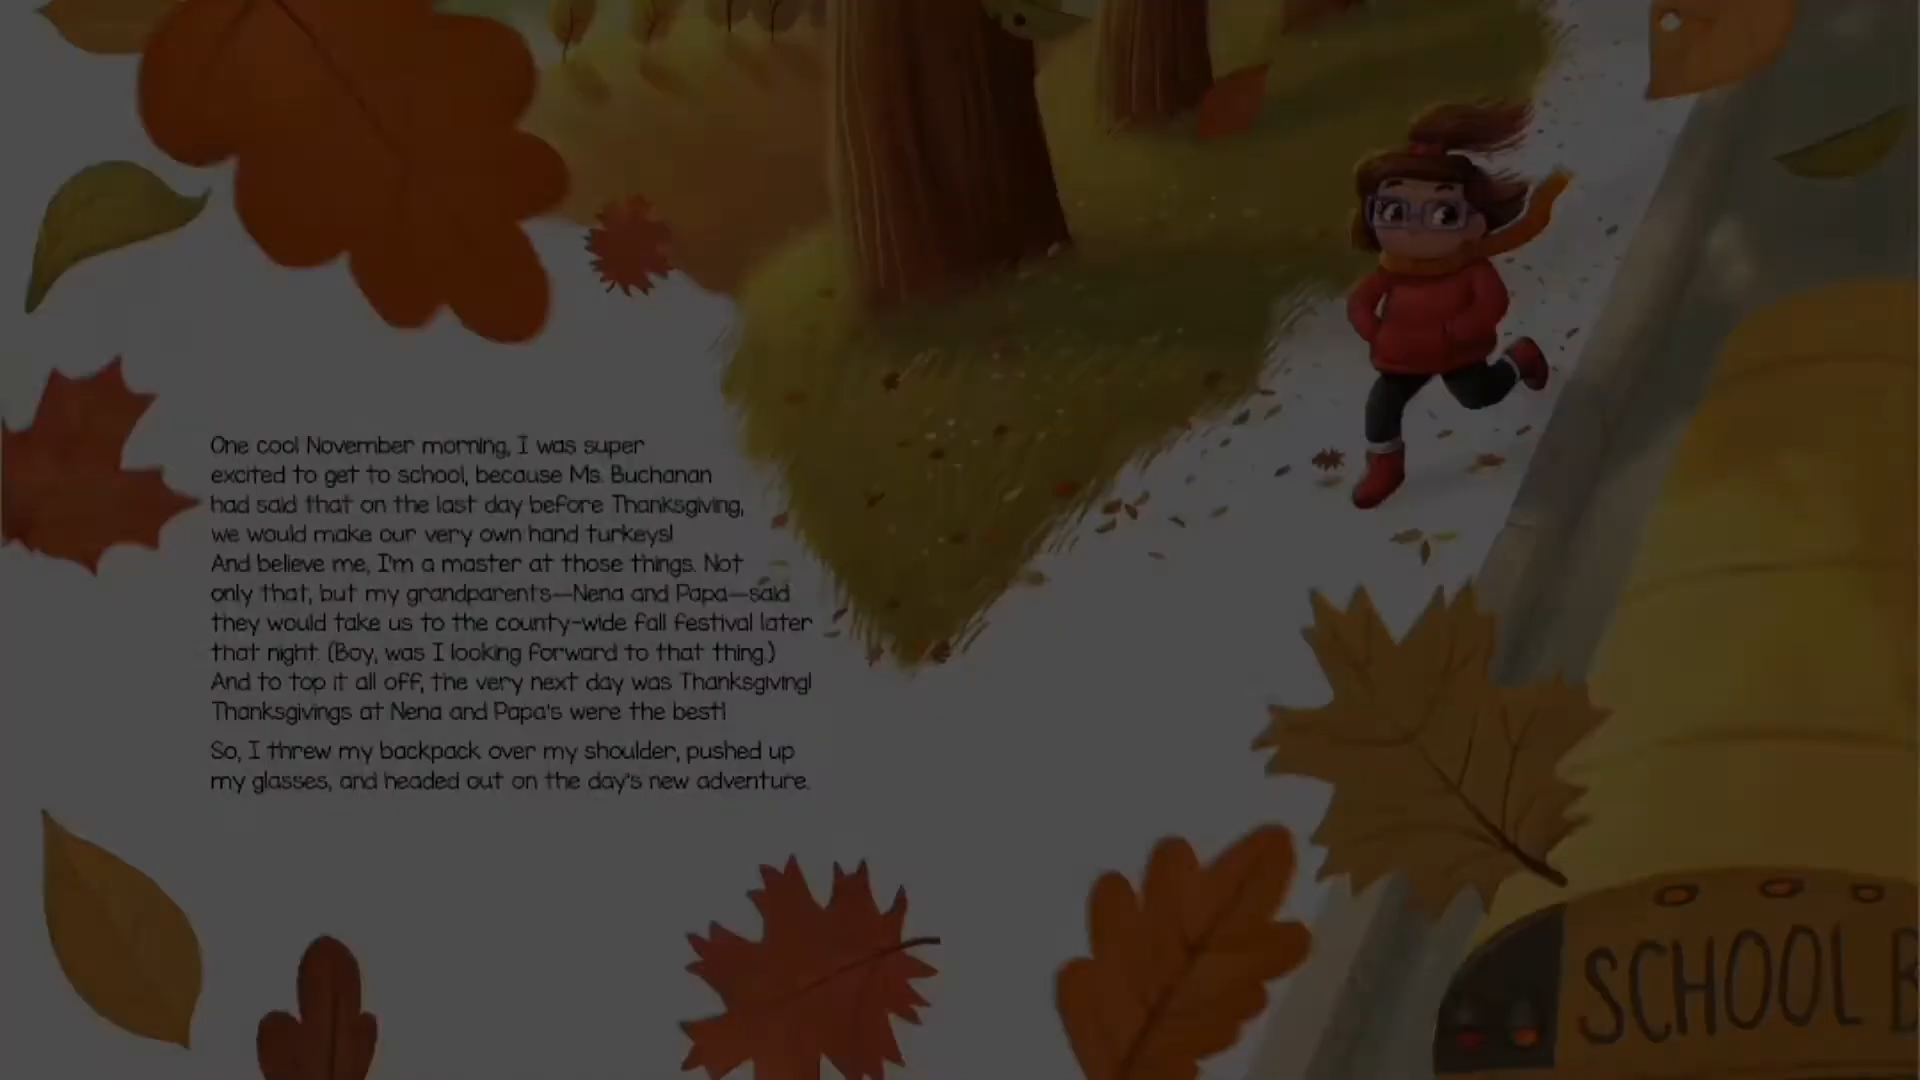 One cool November morning, I was super
excited to get to school, because Ms. Buchanan
had said that on the last day before Thanksgiving,
we would make our very own hand turkeys!
And believe me, I'm a master at those things. Not
only that, but my grandparents—Nena and Papa—said
they would take us to the county-wide fall festival later
that night. (Boy, was I looking forward to that thing.)
And to top it all off, the very next day was Thanksgiving!
Thanksgivings at Nena and Papa's were the best!
So, I threw my backpack over my shoulder, pushed up
my glasses, and headed out on the day's new adventure.
SCHOOL B